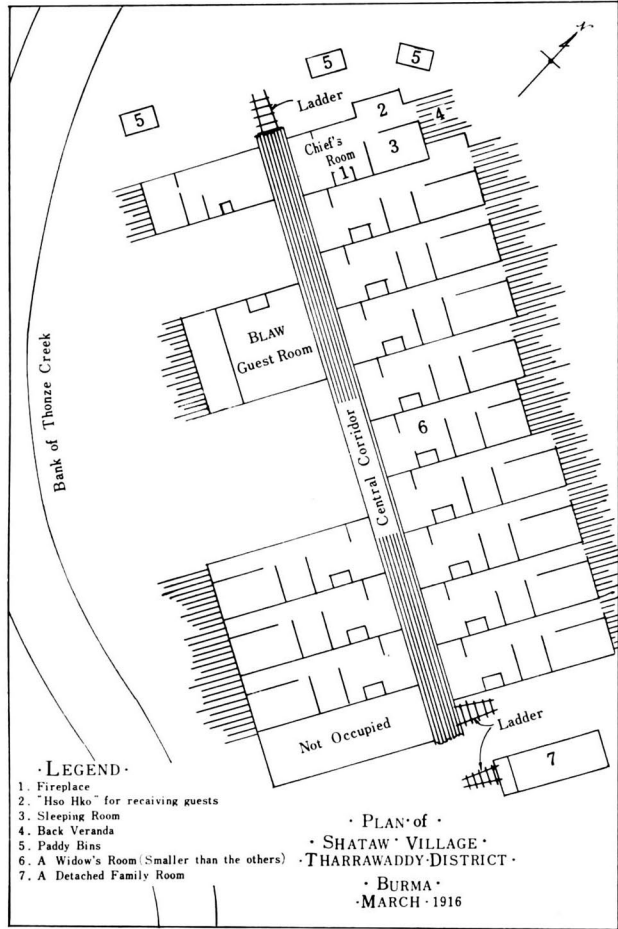 5
5
5
Ladder
2
4
Chief's
Room
3
1
BLAW
Guest Room
Bank of Thonze Creek
6
Central Corridor
Not Occupied
Ladder
7
· LEGEND ·
1. Fireplace
2. "Hso Hko" for recaiving guests
3. Sleeping Room
4. Back Veranda
5. Paddy Bins
6. A Widow's Room (Smaller than the others)
7. A Detached Family Room
· PLAN of ·
· SHATAW VILLAGE ·
· THARRAWADDY · DISTRICT ·
· BURMA ·
· MARCH · 1916